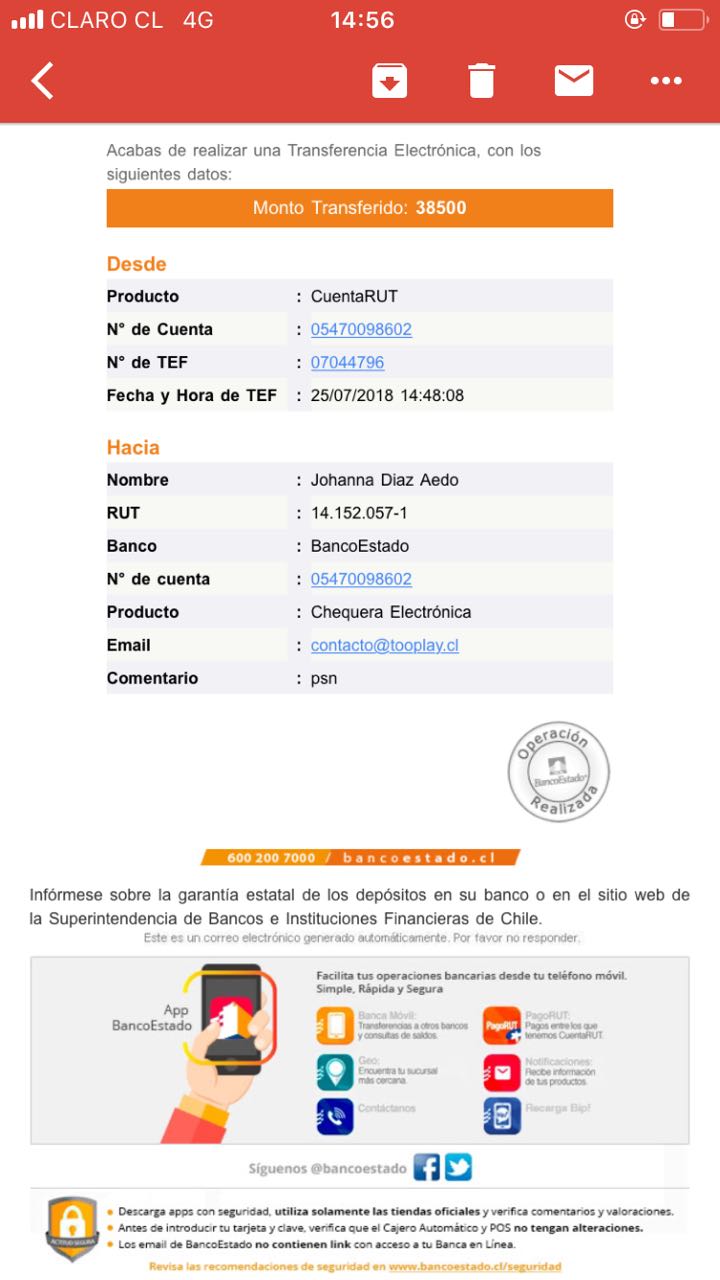 CLARO CL 4G 14:56
Acabas de realizar una Transferencia Electrónica, con los
siguientes datos:
Monto Transferido: 38500
Desde
Producto : CuentaRUT
N° de Cuenta : 05470098602
N° de TEF : 07044796
Fecha y Hora de TEF : 25/07/2018 14:48:08
Hacia
Nombre : Johanna Diaz Aedo
RUT : 14.152.057-1
Banco : BancoEstado
N° de cuenta : 05470098602
Producto : Chequera Electrónica
Email : contacto@tooplay.cl
Comentario : psn
Operación
BancoEstado
Realizada
600 200 7000 / bancoestado.cl
Infórmese sobre la garantía estatal de los depósitos en su banco o en el sitio web de
la Superintendencia de Bancos e Instituciones Financieras de Chile.
Este es un correo electrónico generado automáticamente. Por favor no responder.
App
BancoEstado
Facilita tus operaciones bancarias desde tu teléfono móvil.
Simple, Rápida y Segura
Banca Móvil:
Transferencias a otros bancos
y consultas de saldos.
PagoRUT
PagoRUT:
Pagos entre los que
tenemos CuentaRUT.
Geo:
Encuentra tu sucursal
más cercana.
Notificaciones:
Recibe información
de tus productos.
Contáctanos
Recarga Bip!
Síguenos @bancoestado
ACTITUD SEGURA
• Descarga apps con seguridad, utiliza solamente las tiendas oficiales y verifica comentarios y valoraciones.
• Antes de introducir tu tarjeta y clave, verifica que el Cajero Automático y POS no tengan alteraciones.
• Los email de BancoEstado no contienen link con acceso a tu Banca en Línea.
Revisa las recomendaciones de seguridad en www.bancoestado.cl/seguridad